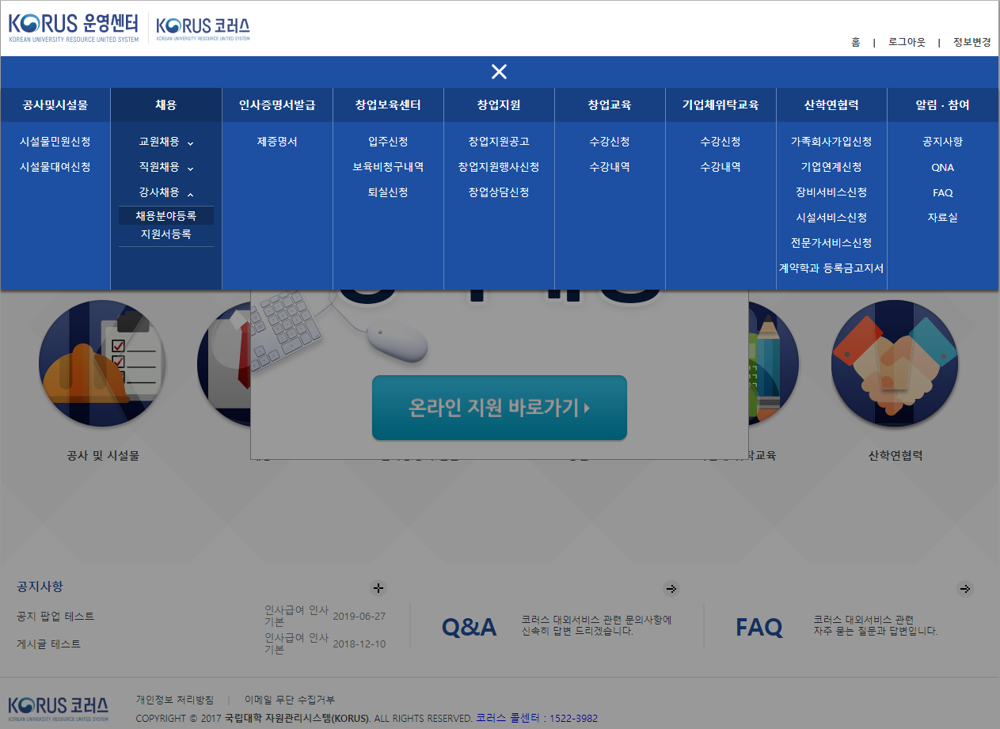 KORUS 운영센터 KORUS 코러스
KOREAN UNIVERSITY RESOURCE UNITED SYSTEM KOREAN UNIVERSITY RESOURCE UNITED SYSTEM
홈 | 로그아웃 | 정보변경
공사및시설물 채용 인사증명서발급 창업보육센터 창업지원 창업교육 기업체위탁교육 산학연협력 알림 · 참여
시설물민원신청 교원채용 제증명서 입주신청 창업지원공고 수강신청 수강신청 가족회사가입신청 공지사항
시설물대여신청 직원채용 보육비청구내역 창업지원행사신청 수강내역 수강내역 기업연계신청 QNA
강사채용 퇴실신청 창업상담신청 장비서비스신청 FAQ
채용분야등록 시설서비스신청 자료실
지원서등록 전문가서비스신청
계약학과 등록금고지서
온라인 지원 바로가기
공사 및 시설물 탁교육 산학연협력
공지사항
공지 팝업 테스트 인사급여 인사기본 2019-06-27
게시글 테스트 인사급여 인사기본 2018-12-10
Q&A 코러스 대외서비스 관련 문의사항에
신속히 답변 드리겠습니다.
FAQ 코러스 대외서비스 관련
자주 묻는 질문과 답변입니다.
KORUS 코러스
KOREAN UNIVERSITY RESOURCE UNITED SYSTEM
개인정보 처리방침 | 이메일 무단 수집거부
COPYRIGHT © 2017 국립대학 자원관리시시스템(KORUS). ALL RIGHTS RESERVED. 코러스 콜센터 : 1522-3982